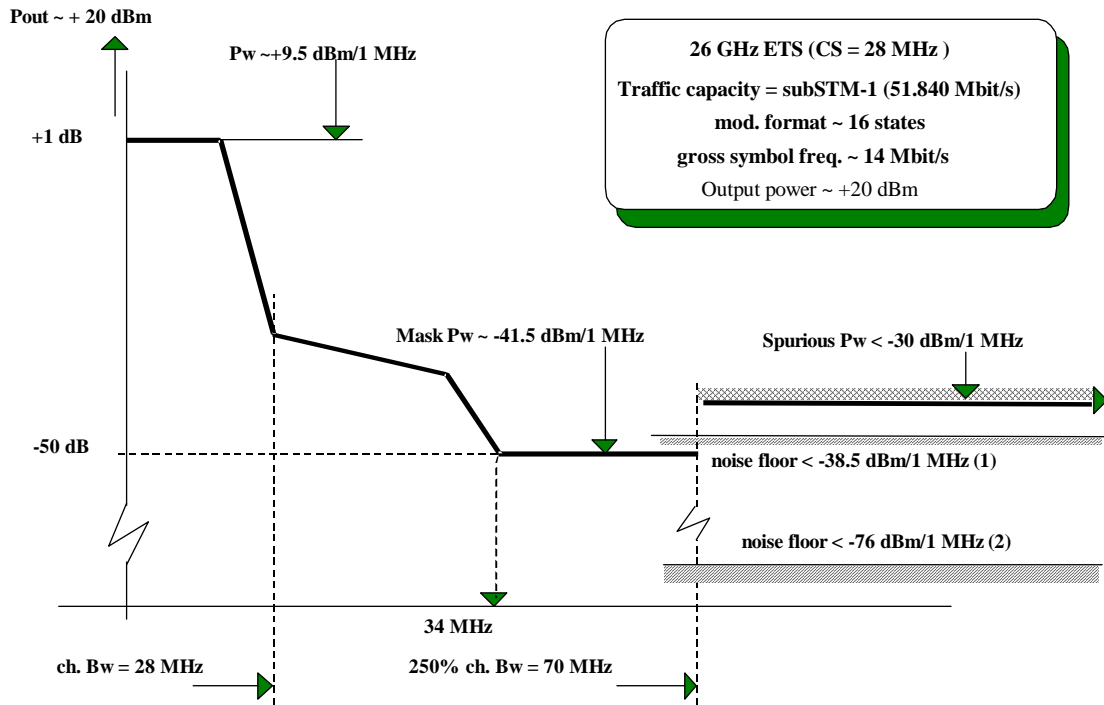 Pout ~ + 20 dBm
Pw ~+9.5 dBm/1 MHz
26 GHz ETS (CS = 28 MHz )
Traffic capacity = subSTM-1 (51.840 Mbit/s)
mod. format ~ 16 states
gross symbol freq. ~ 14 Mbit/s
Output power ~ +20 dBm
+1 dB
Mask Pw ~ -41.5 dBm/1 MHz
Spurious Pw < -30 dBm/1 MHz
-50 dB
noise floor < -38.5 dBm/1 MHz (1)
noise floor < -76 dBm/1 MHz (2)
34 MHz
ch. Bw = 28 MHz
250% ch. Bw = 70 MHz